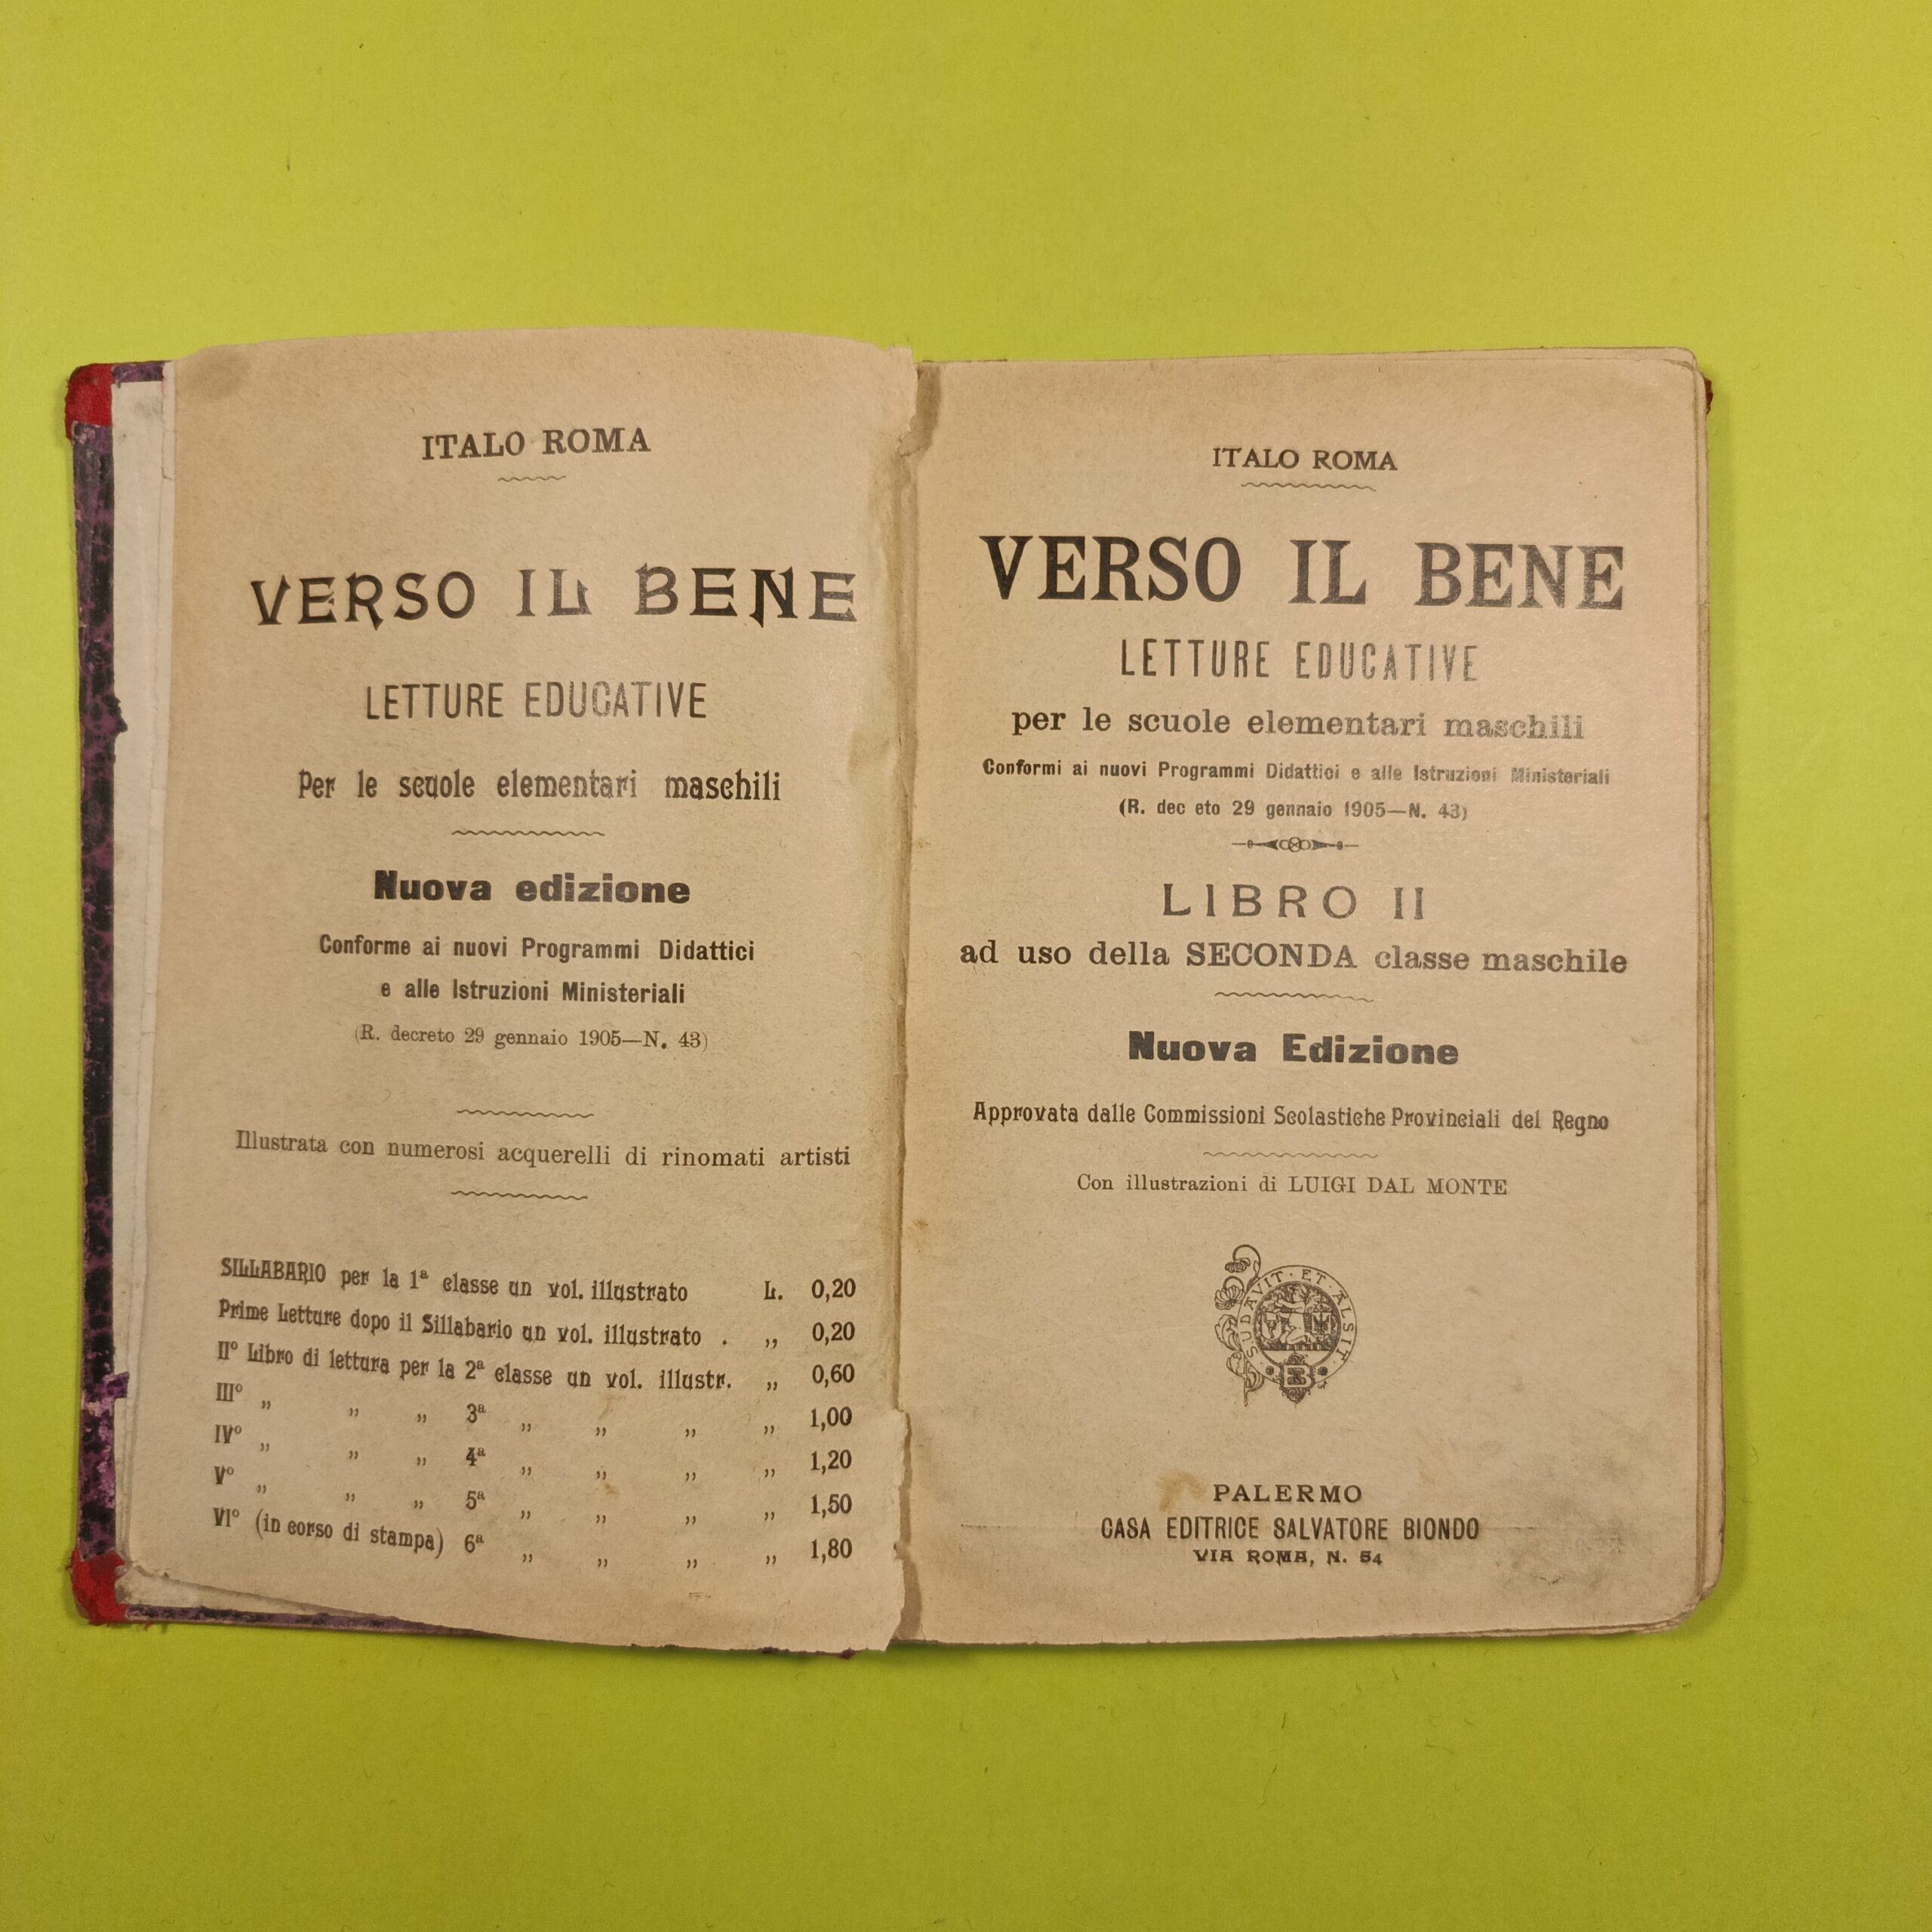 ITALO ROMA
VERSO IL BENE
LETTURE EDUCATIVE
Per le scuole elementari maschili
Nuova edizione
Conforme ai nuovi Programmi Didattici
e alle Istruzioni Ministeriali
(R. decreto 29 gennaio 1905—N. 43)
Illustrata con numerosi acquerelli di rinomati artisti
SILLABARIO per la 1ª classe un vol. illustrato L. 0,20
Prime Letture dopo il Sillabario un vol. illustrato . „ 0,20
IIº Libro di lettura per la 2ª classe un vol. illustr. „ 0,60
IIIº „ „ „ 3ª „ „ „ „ 1,00
IVº „ „ „ 4ª „ „ „ „ 1,20
Vº „ „ „ 5ª „ „ „ „ 1,50
VIº (in corso di stampa) 6ª „ „ „ „ 1,80
ITALO ROMA
VERSO IL BENE
LETTURE EDUCATIVE
per le scuole elementari maschili
Conformi ai nuovi Programmi Didattici e alle Istruzioni Ministeriali
(R. dec eto 29 gennaio 1905—N. 43)
LIBRO II
ad uso della SECONDA classe maschile
Nuova Edizione
Approvata dalle Commissioni Scolastiche Provinciali del Regno
Con illustrazioni di LUIGI DAL MONTE
SUDAVIT · ET · ALSIT
B
PALERMO
CASA EDITRICE SALVATORE BIONDO
VIA ROMA, N. 54